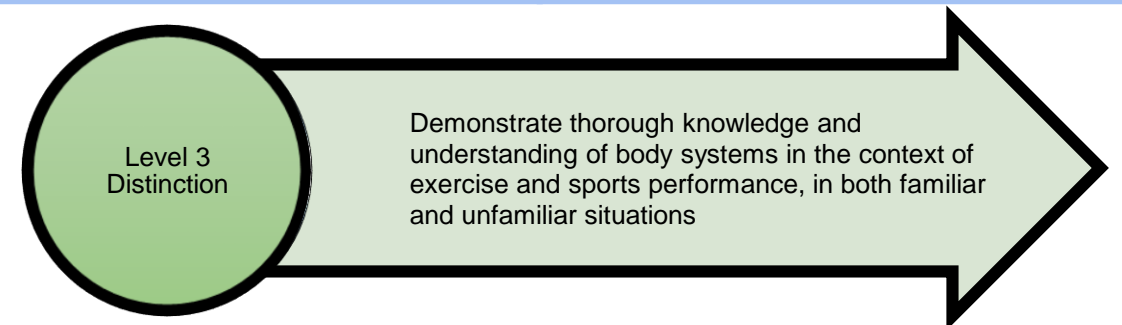 Level 3
Distinction
Demonstrate thorough knowledge and
understanding of body systems in the context of
exercise and sports performance, in both familiar
and unfamiliar situations